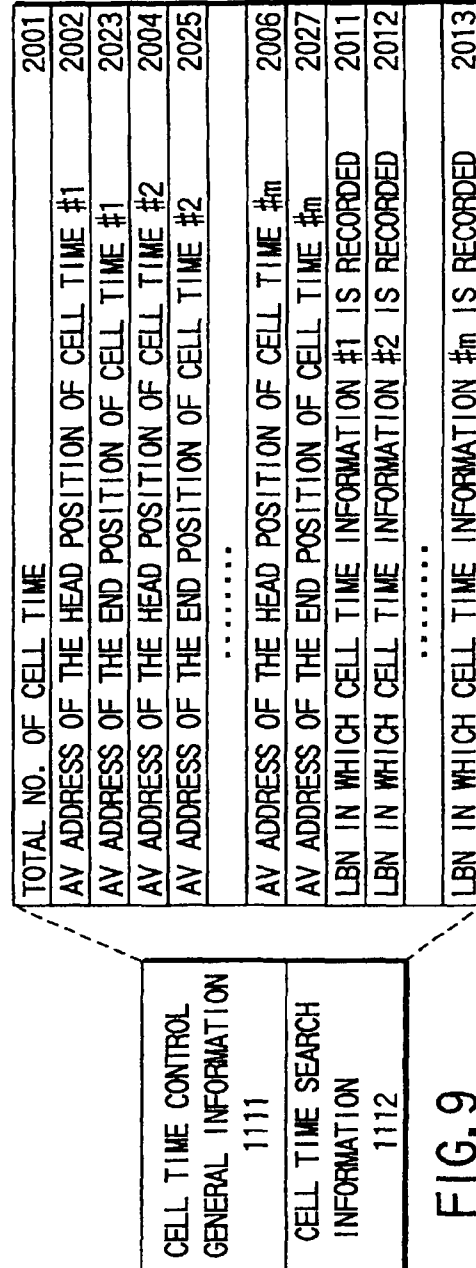 CELL TIME CONTROL
GENERAL INFORMATION
1111
CELL TIME SEARCH
INFORMATION
1112
TOTAL NO. OF CELL TIME 2001
AV ADDRESS OF THE HEAD POSITION OF CELL TIME #1 2002
AV ADDRESS OF THE END POSITION OF CELL TIME #1 2023
AV ADDRESS OF THE HEAD POSITION OF CELL TIME #2 2004
AV ADDRESS OF THE END POSITION OF CELL TIME #2 2025
........
AV ADDRESS OF THE HEAD POSITION OF CELL TIME #m 2006
AV ADDRESS OF THE END POSITION OF CELL TIME #m 2027
LBN IN WHICH CELL TIME INFORMATION #1 IS RECORDED 2011
LBN IN WHICH CELL TIME INFORMATION #2 IS RECORDED 2012
........
LBN IN WHICH CELL TIME INFORMATION #m IS RECORDED 2013
FIG.9